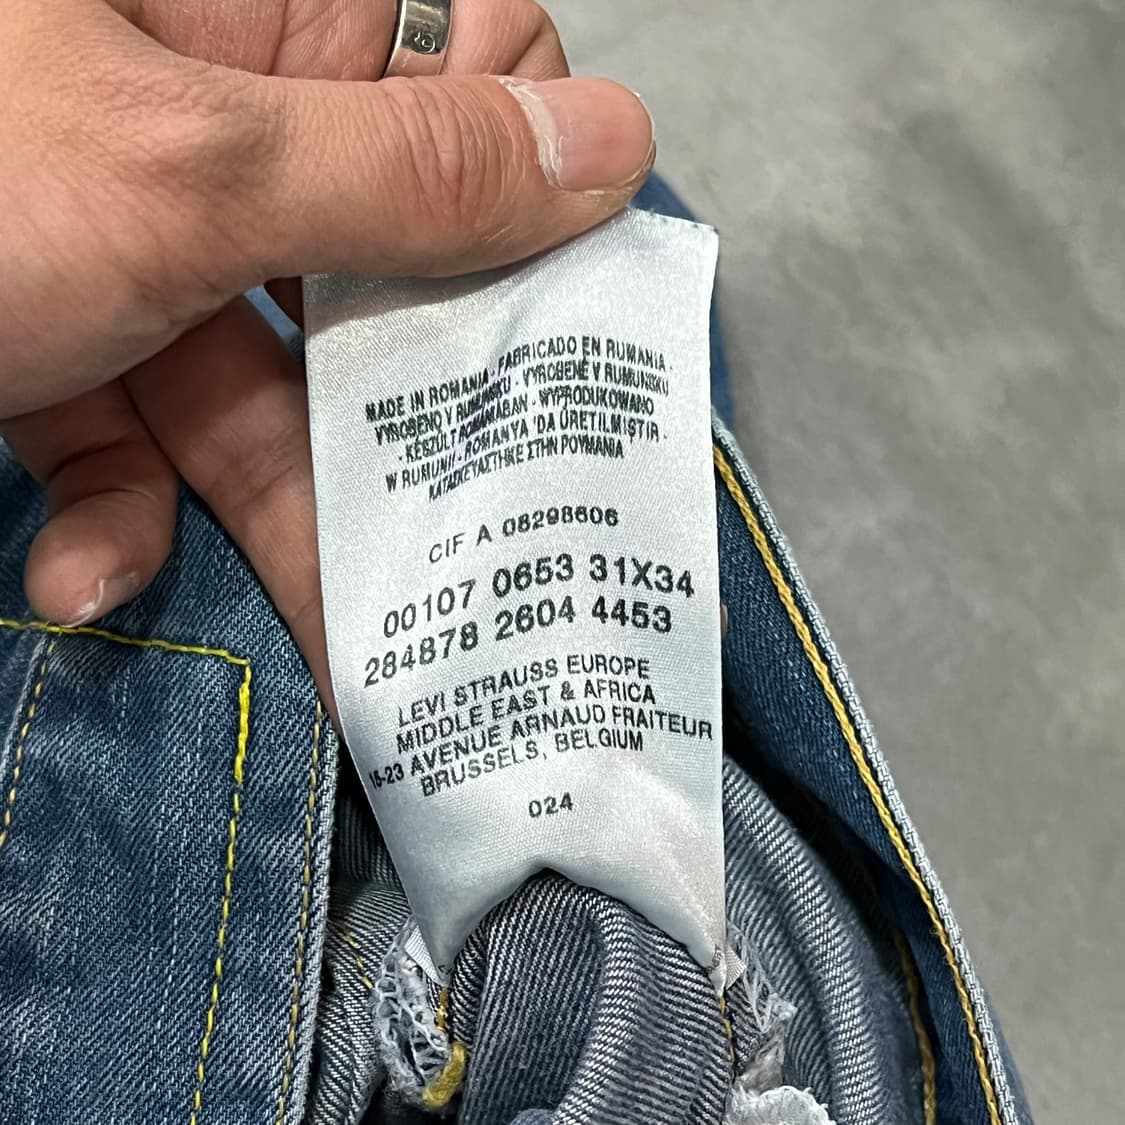 MADE IN ROMANIA - FABRICADO EN RUMANIA -
VYROBENO V RUMUNSKU - VYROBENÉ V RUMUNSKU
- KÉSZÜLT ROMÁNIÁBAN - WYPRODUKOWANO
W RUMUNII - ROMANYA 'DA ÜRETILMIŞTIR -
ΚΑΤΑΣΚΕΥΑΣΤΗΚΕ ΣΤΗΝ ΡΟΥΜΑΝΙΑ
CIF A 08298606
00107 0653 31X34
284878 2604 4453
LEVI STRAUSS EUROPE
MIDDLE EAST & AFRICA
15-23 AVENUE ARNAUD FRAITEUR
BRUSSELS, BELGIUM
024